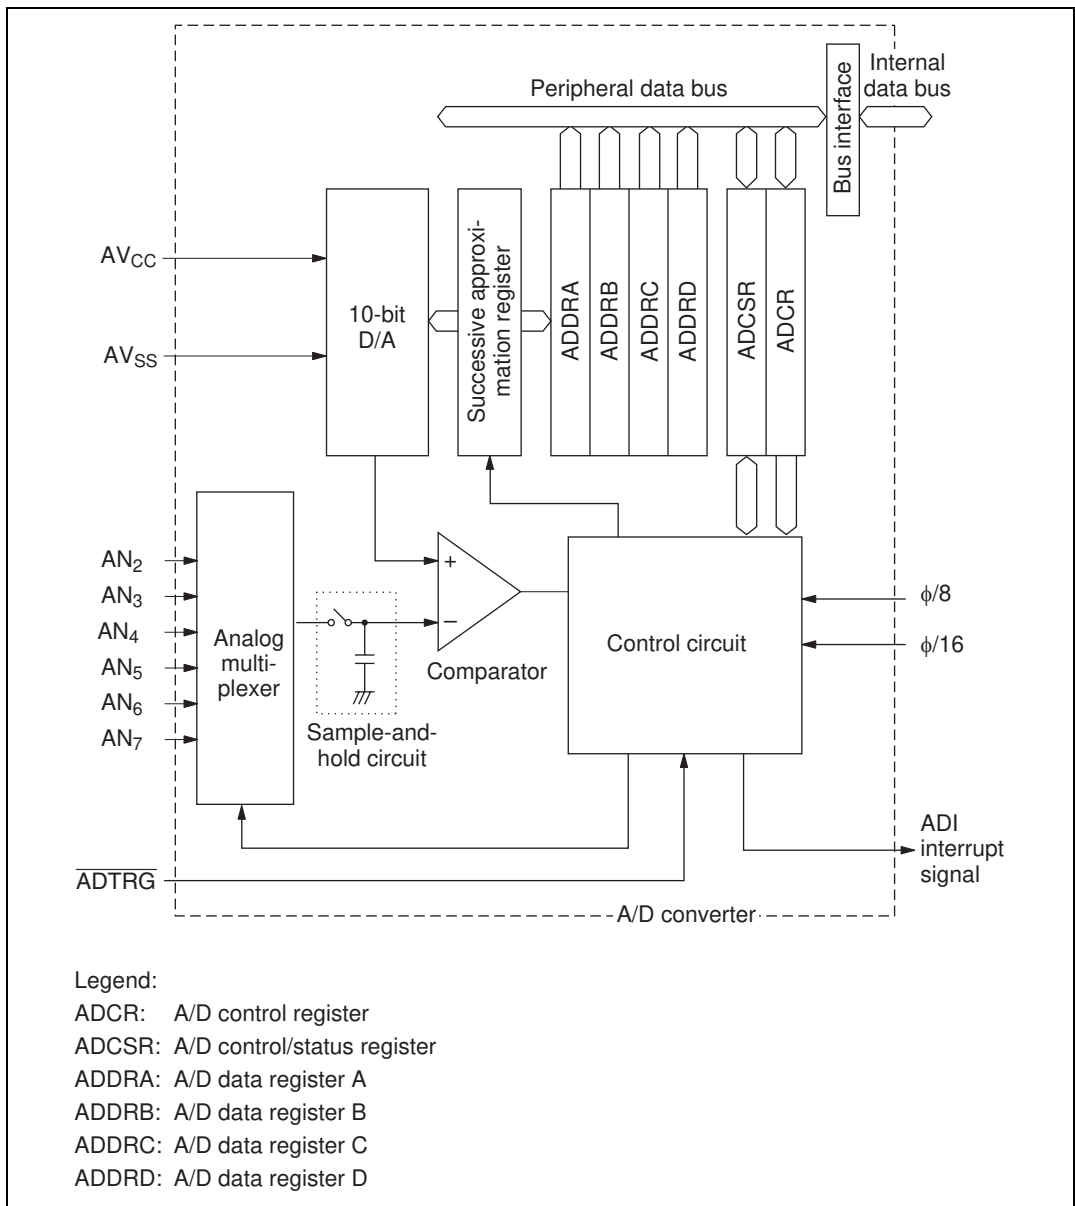 Peripheral data bus
Bus interface
Internal
data bus
AVCC
AVSS
10-bit
D/A
Successive approxi-
mation register
ADDRA
ADDRB
ADDRC
ADDRD
ADCSR
ADCR
AN2
AN3
AN4
AN5
AN6
AN7
Analog
multi-
plexer
Sample-and-
hold circuit
+
−
Comparator
Control circuit
ϕ/8
ϕ/16
ADTRG
ADI
interrupt
signal
A/D converter
Legend:
ADCR: A/D control register
ADCSR: A/D control/status register
ADDRA: A/D data register A
ADDRB: A/D data register B
ADDRC: A/D data register C
ADDRD: A/D data register D